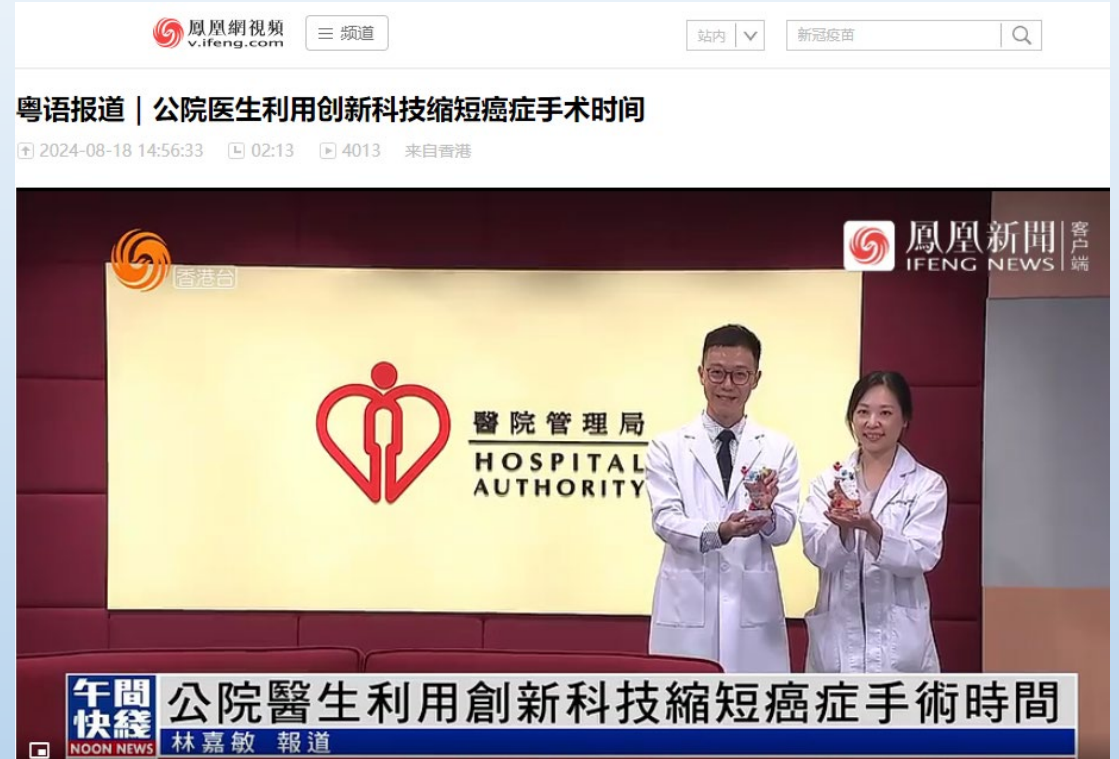 鳳凰網視頻
v.ifeng.com
频道
站内
新冠疫苗
粤语报道｜公院医生利用创新科技缩短癌症手术时间
2024-08-18 14:56:33 02:13 4013 来自香港
香港台
鳳凰新聞
IFENG NEWS
客户端
醫院管理局
HOSPITAL
AUTHORITY
午間
快綫
NOON NEWS
公院醫生利用創新科技縮短癌症手術時間
林嘉敏 報道